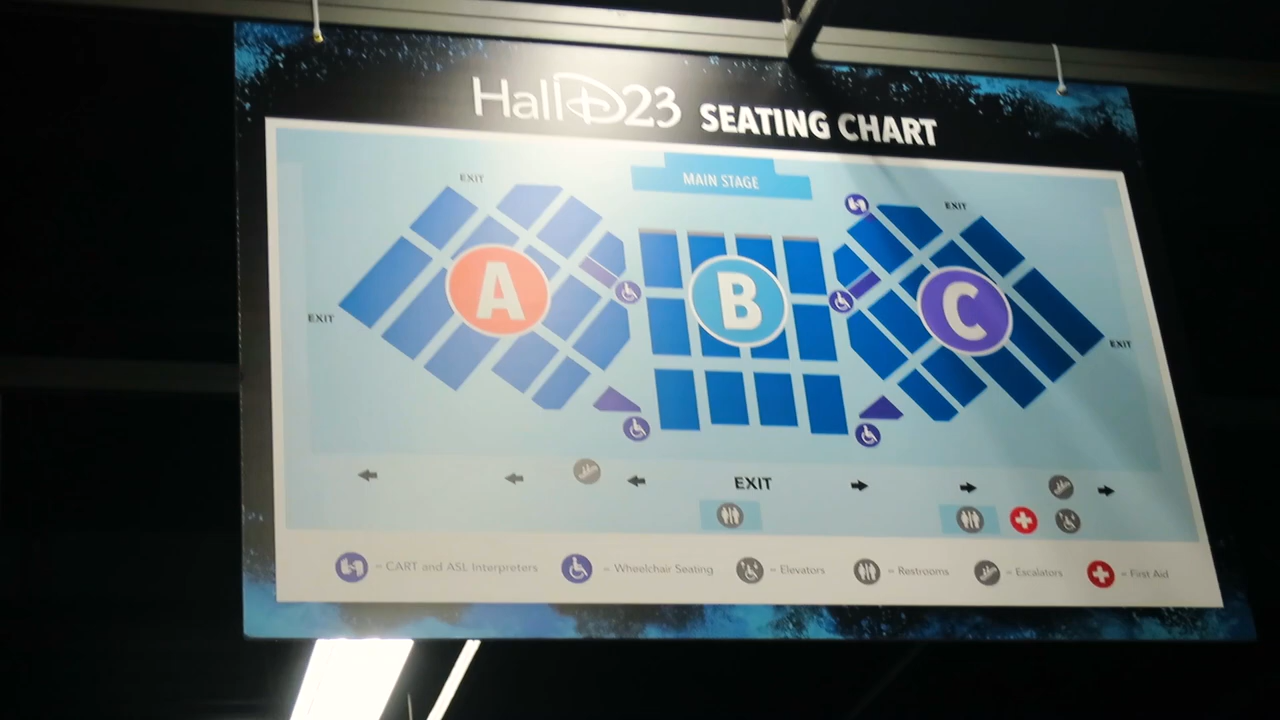 Hall D23 SEATING CHART
MAIN STAGE
EXIT
EXIT
A
B
C
EXIT
EXIT
EXIT
= CART and ASL Interpreters
= Wheelchair Seating
= Elevators
= Restrooms
= Escalators
= First Aid